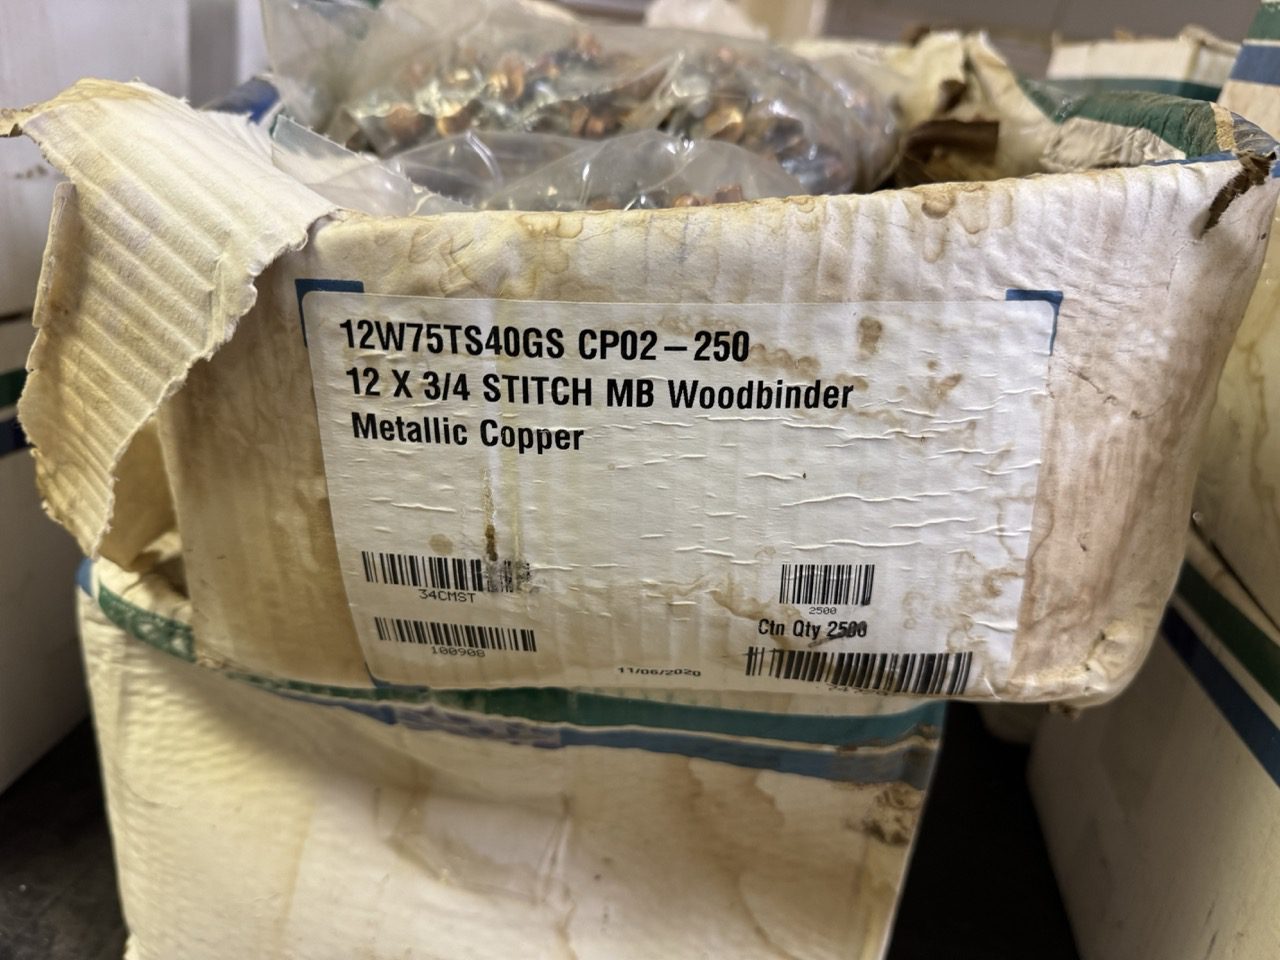 12W75TS40GS CP02-250
12 X 3/4 STITCH MB Woodbinder
Metallic Copper
34CMST
2500
Ctn Qty 2500
100908
11/06/2020